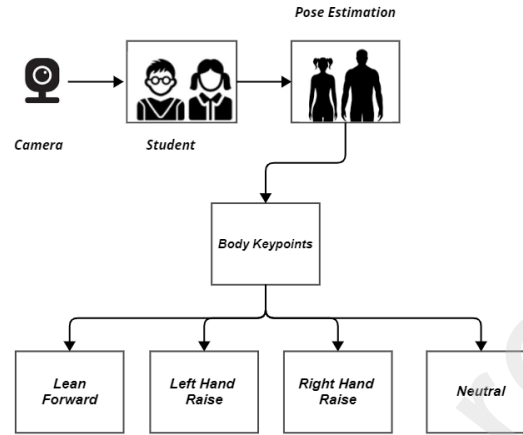 Pose Estimation
Camera
Student
Body Keypoints
Lean
Forward
Left Hand
Raise
Right Hand
Raise
Neutral